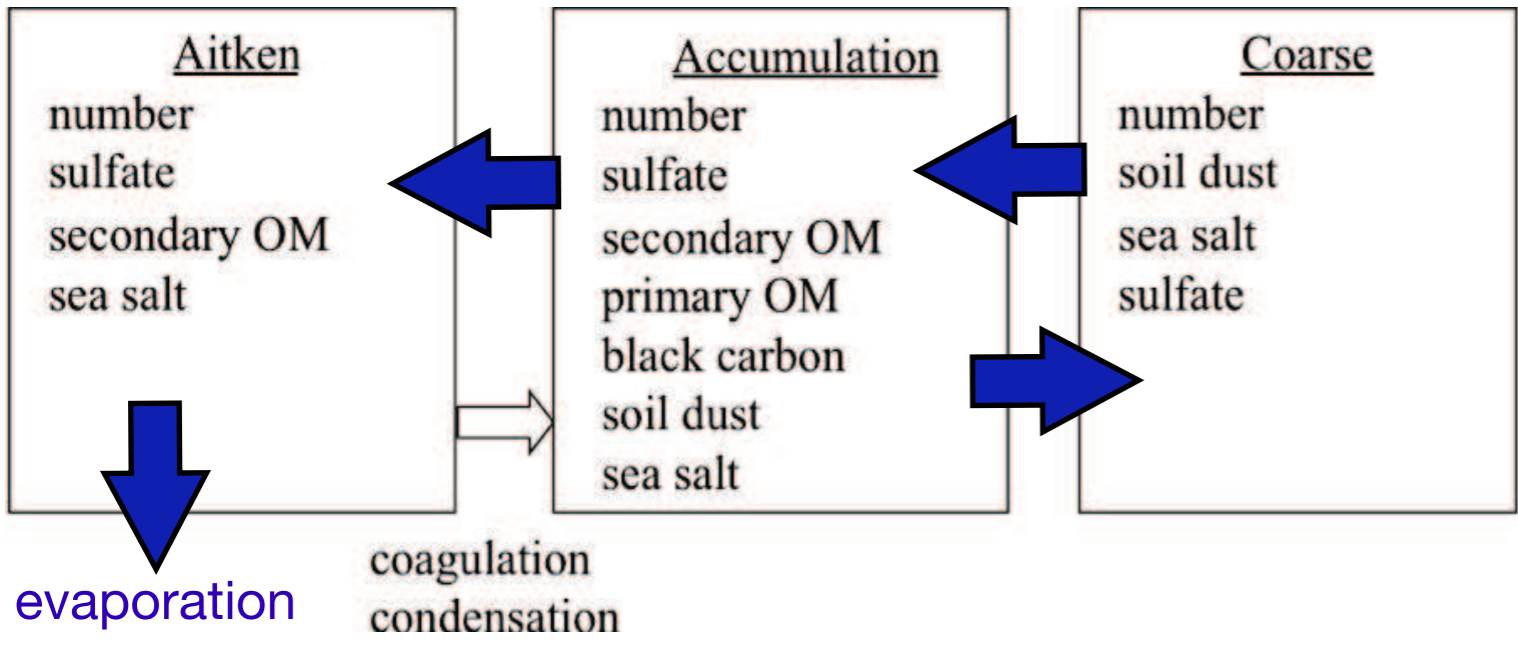 Aitken
number
sulfate
secondary OM
sea salt
Accumulation
number
sulfate
secondary OM
primary OM
black carbon
soil dust
sea salt
Coarse
number
soil dust
sea salt
sulfate
evaporation
coagulation
condensation